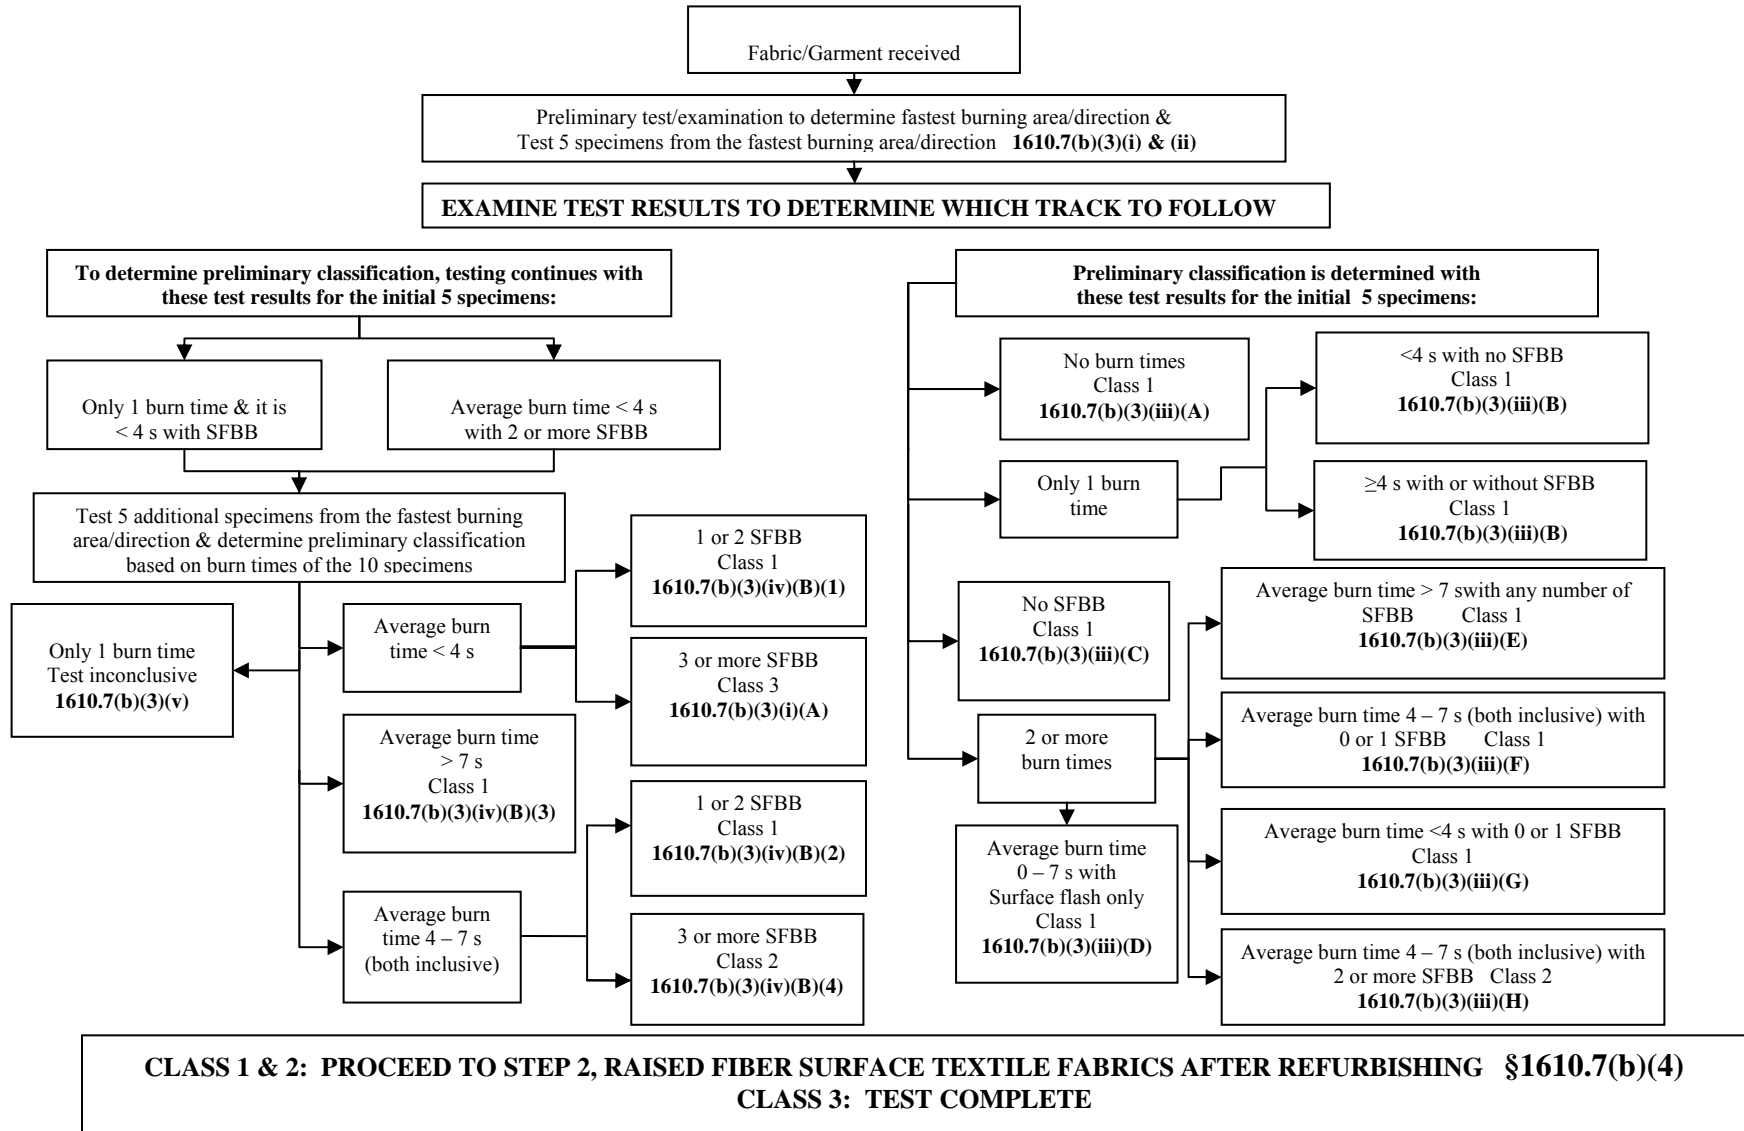 Fabric/Garment received
Preliminary test/examination to determine fastest burning area/direction &
Test 5 specimens from the fastest burning area/direction 1610.7(b)(3)(i) & (ii)
EXAMINE TEST RESULTS TO DETERMINE WHICH TRACK TO FOLLOW
To determine preliminary classification, testing continues with
these test results for the initial 5 specimens:
Only 1 burn time & it is
< 4 s with SFBB
Average burn time < 4 s
with 2 or more SFBB
Test 5 additional specimens from the fastest burning
area/direction & determine preliminary classification
based on burn times of the 10 specimens
Only 1 burn time
Test inconclusive
1610.7(b)(3)(v)
Average burn
time < 4 s
1 or 2 SFBB
Class 1
1610.7(b)(3)(iv)(B)(1)
3 or more SFBB
Class 3
1610.7(b)(3)(i)(A)
Average burn time
> 7 s
Class 1
1610.7(b)(3)(iv)(B)(3)
Average burn
time 4 – 7 s
(both inclusive)
1 or 2 SFBB
Class 1
1610.7(b)(3)(iv)(B)(2)
3 or more SFBB
Class 2
1610.7(b)(3)(iv)(B)(4)
Preliminary classification is determined with
these test results for the initial 5 specimens:
No burn times
Class 1
1610.7(b)(3)(iii)(A)
Only 1 burn
time
<4 s with no SFBB
Class 1
1610.7(b)(3)(iii)(B)
≥4 s with or without SFBB
Class 1
1610.7(b)(3)(iii)(B)
No SFBB
Class 1
1610.7(b)(3)(iii)(C)
2 or more
burn times
Average burn time
0 – 7 s with
Surface flash only
Class 1
1610.7(b)(3)(iii)(D)
Average burn time > 7 swith any number of
SFBB Class 1
1610.7(b)(3)(iii)(E)
Average burn time 4 – 7 s (both inclusive) with
0 or 1 SFBB Class 1
1610.7(b)(3)(iii)(F)
Average burn time <4 s with 0 or 1 SFBB
Class 1
1610.7(b)(3)(iii)(G)
Average burn time 4 – 7 s (both inclusive) with
2 or more SFBB Class 2
1610.7(b)(3)(iii)(H)
CLASS 1 & 2: PROCEED TO STEP 2, RAISED FIBER SURFACE TEXTILE FABRICS AFTER REFURBISHING §1610.7(b)(4)
CLASS 3: TEST COMPLETE